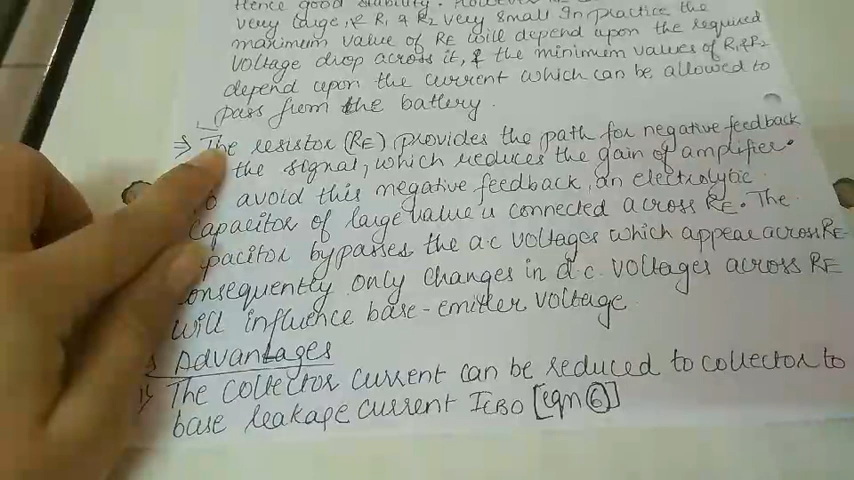 Hence good stability. However
very large, & R1 & R2 very small In practice the
maximum value of RE will depend upon the required
voltage drop across it, & the minimum values of R1 & R2
depend upon the current which can be allowed to
pass from the battery.
⇒ The resistor (RE) provides the path for negative feedback
the signal, which reduces the gain of amplifier.
avoid this negative feedback, an electrolytic
capacitor of large value is connected across RE. The
pacitor bypasses the a.c voltages which appear across RE
onsequently only changes in d.c. voltages across RE
will influence base-emitter voltage
Advantages
1) The collector current can be reduced to collector to
base leakage current ICBO [eqn 6]